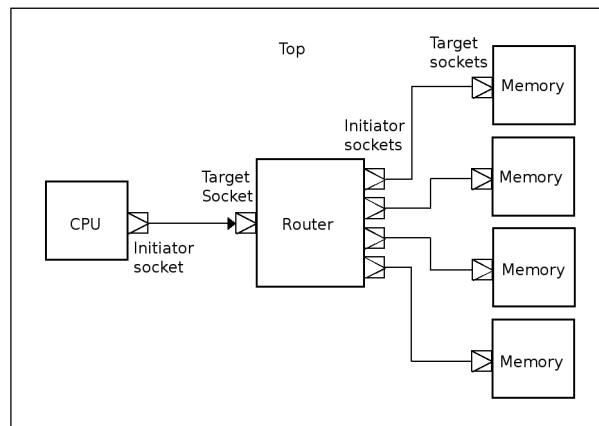 Top
Target
sockets
Memory
Initiator
sockets
Target
Socket
Memory
CPU
Router
Initiator
socket
Memory
Memory